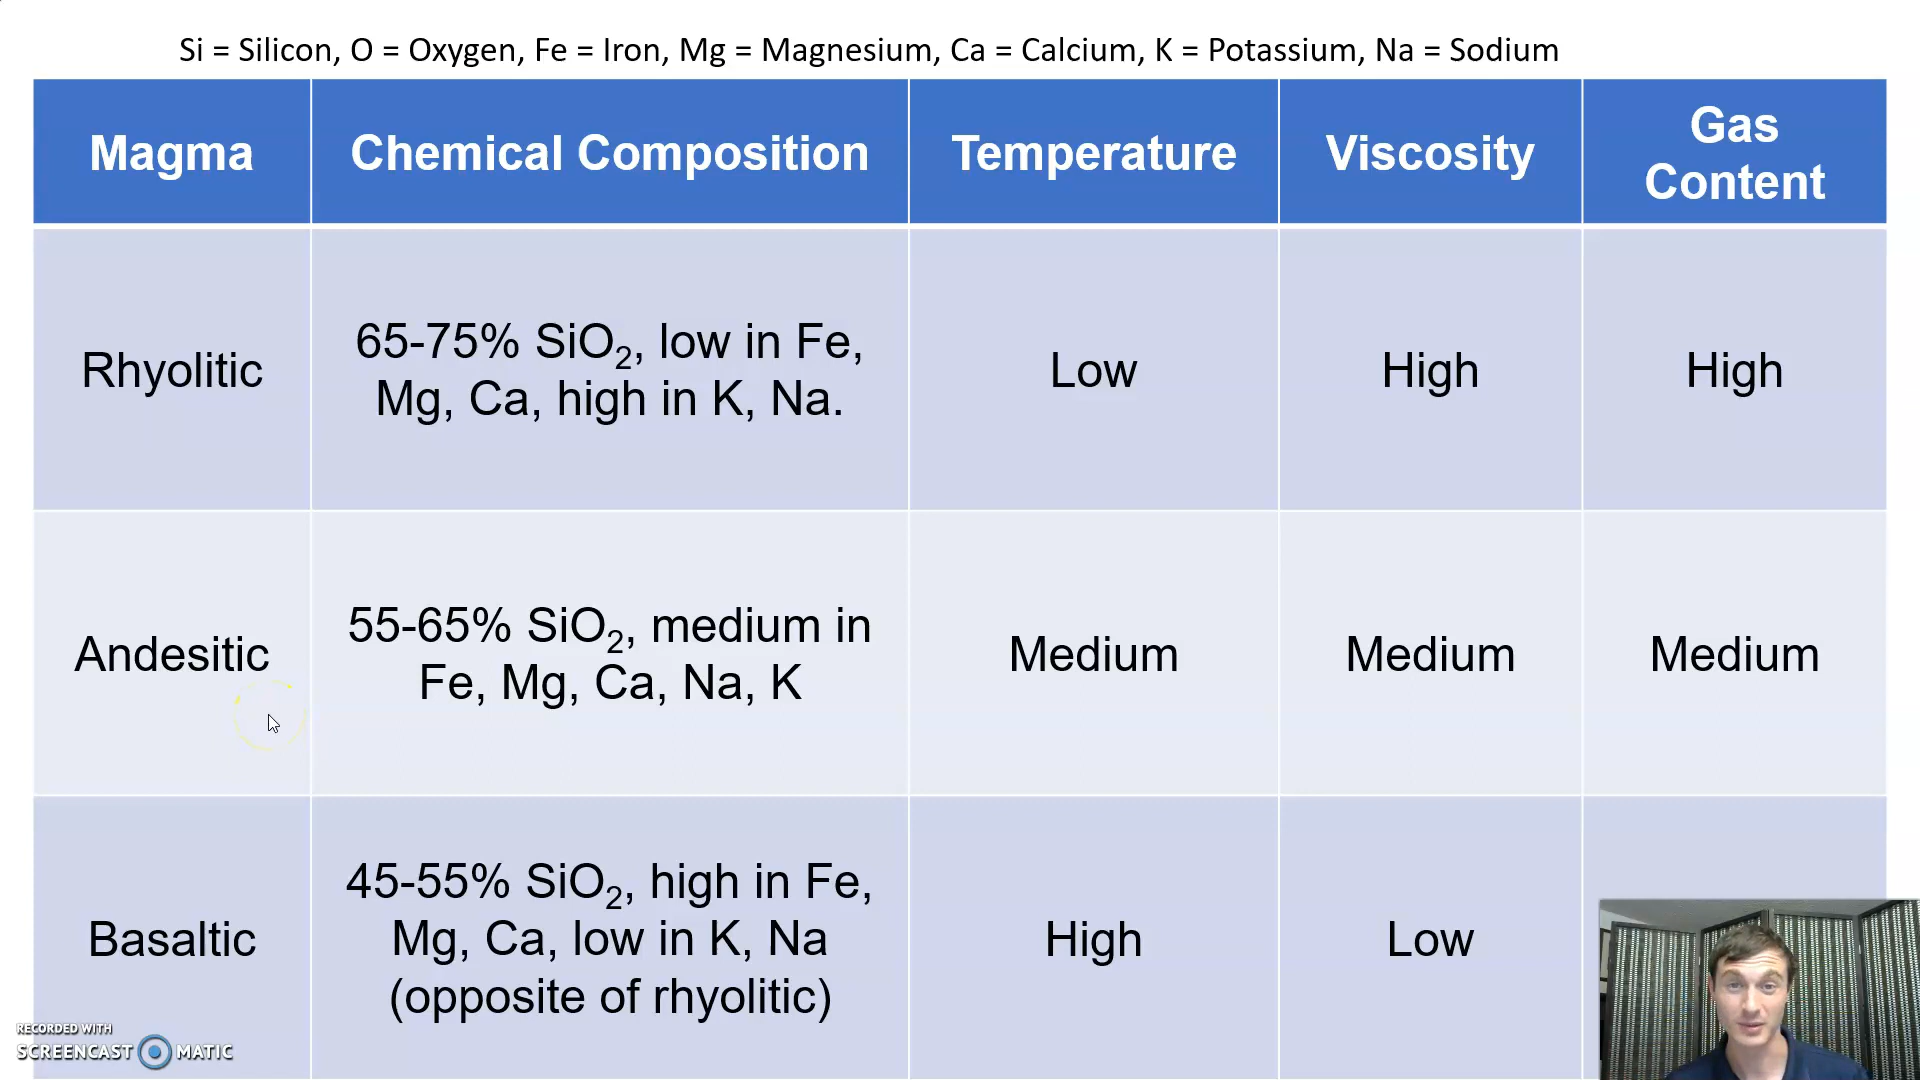 Si = Silicon, O = Oxygen, Fe = Iron, Mg = Magnesium, Ca = Calcium, K = Potassium, Na = Sodium
Magma
Chemical Composition
Temperature
Viscosity
Gas
Content
Rhyolitic
65-75% SiO₂, low in Fe,
Mg, Ca, high in K, Na.
Low
High
High
Andesitic
55-65% SiO₂, medium in
Fe, Mg, Ca, Na, K
Medium
Medium
Medium
Basaltic
45-55% SiO₂, high in Fe,
Mg, Ca, low in K, Na
(opposite of rhyolitic)
High
Low
RECORDED WITH
SCREENCAST MATIC